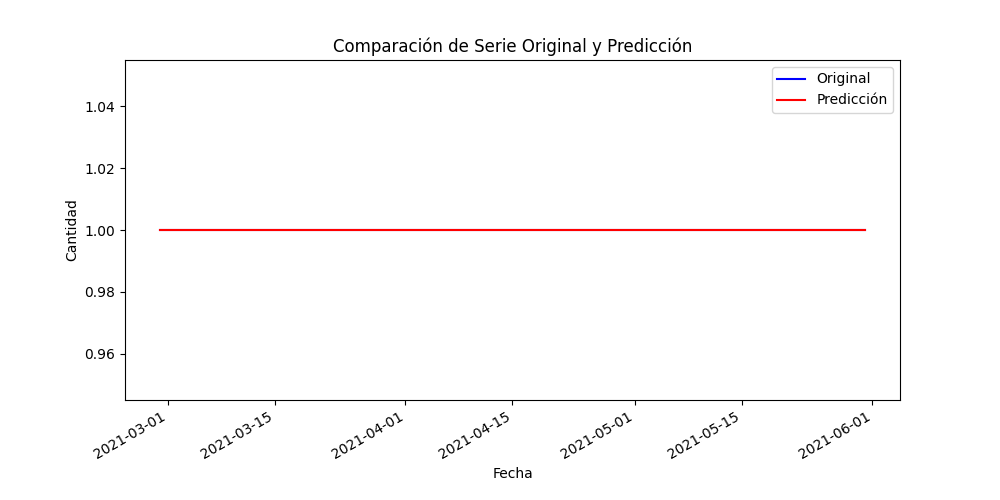 Comparación de Serie Original y Predicción
Original
Predicción
1.04
1.02
1.00
0.98
0.96
Cantidad
2021-03-01
2021-03-15
2021-04-01
2021-04-15
2021-05-01
2021-05-15
2021-06-01
Fecha